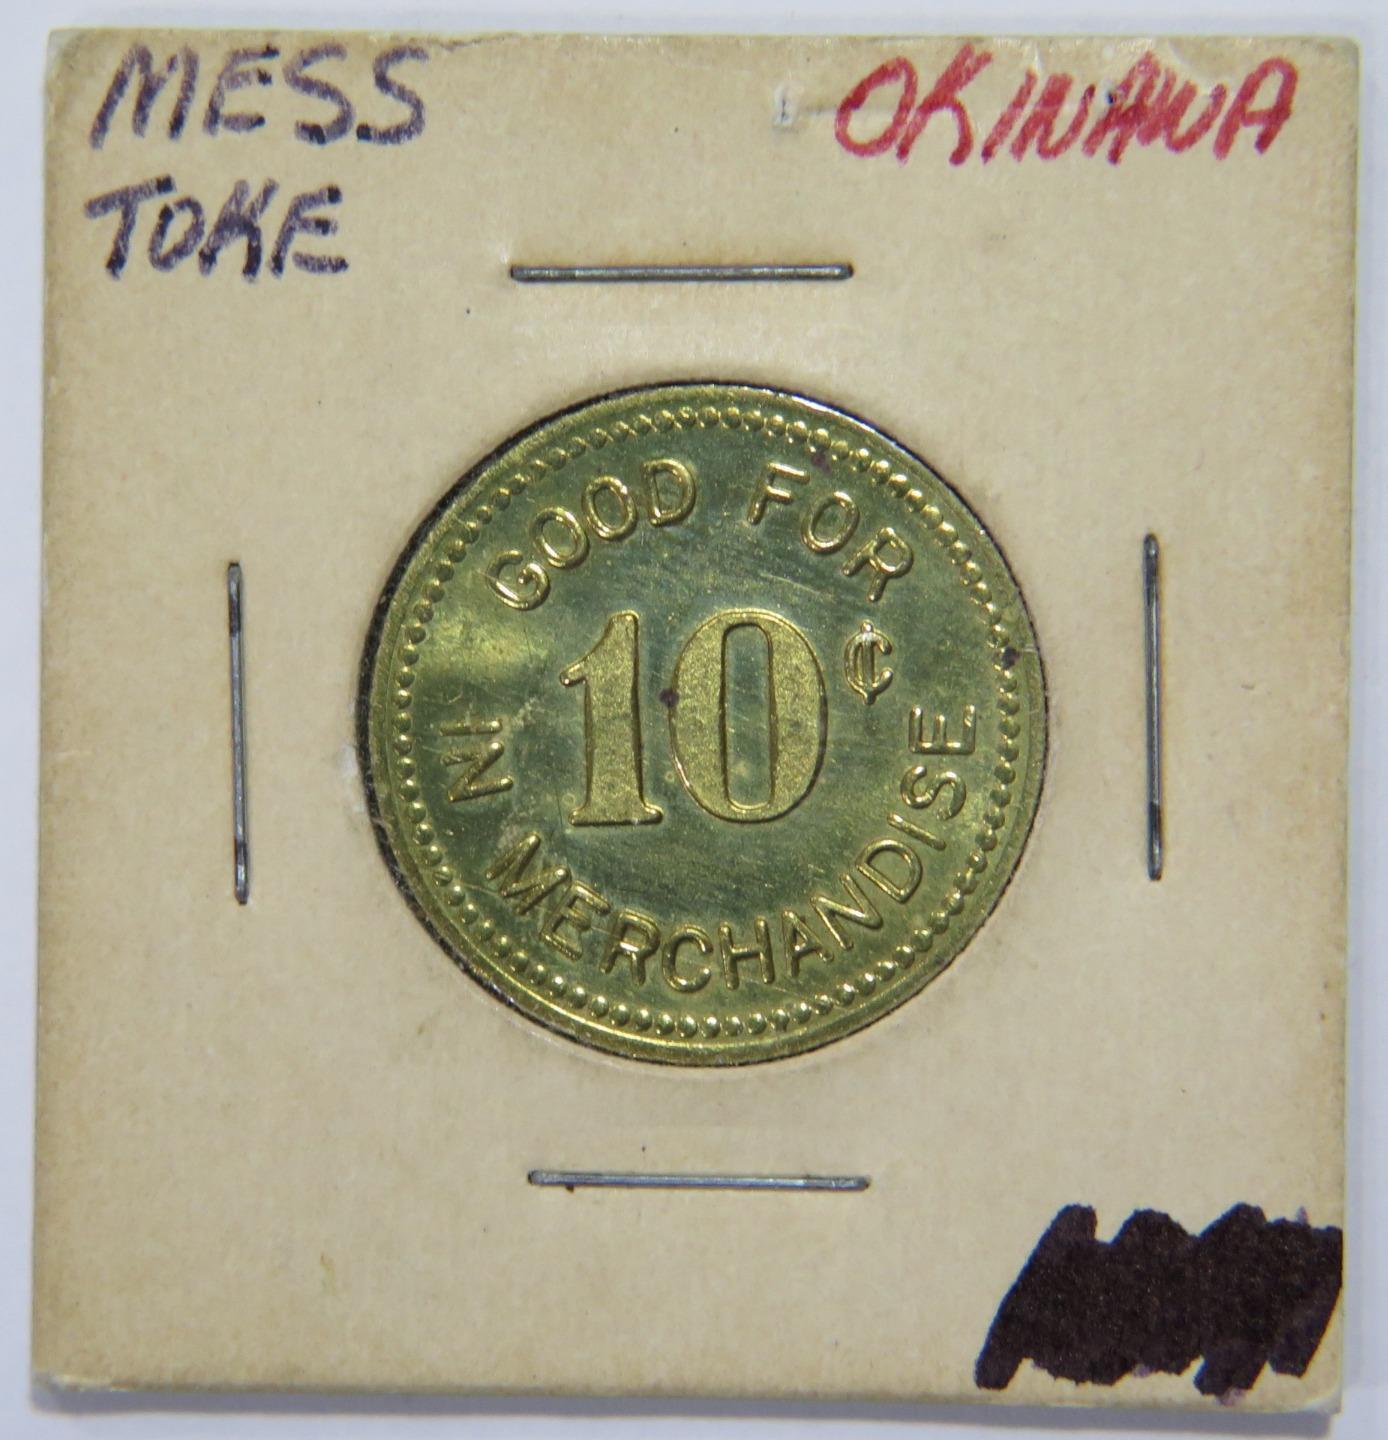 MESS
TOKE
OKINAWA
GOOD FOR
10¢
IN MERCHANDISE